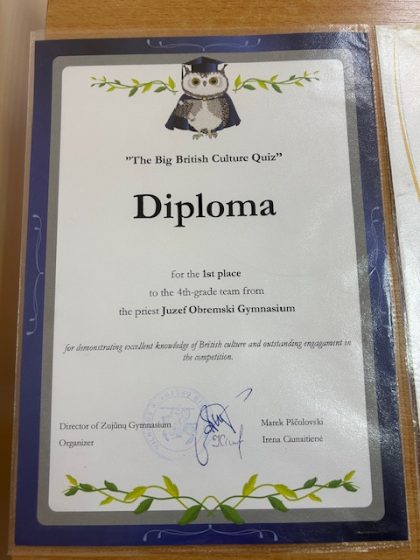 "The Big British Culture Quiz"
Diploma
for the 1st place
to the 4th-grade team from
the priest Juzef Obremski Gymnasium
for demonstrating excellent knowledge of British culture and outstanding engagament in
the competition.
Director of Zujūnų Gymnasium Marek Pščolovski
Organizer Irena Ciunaitienė